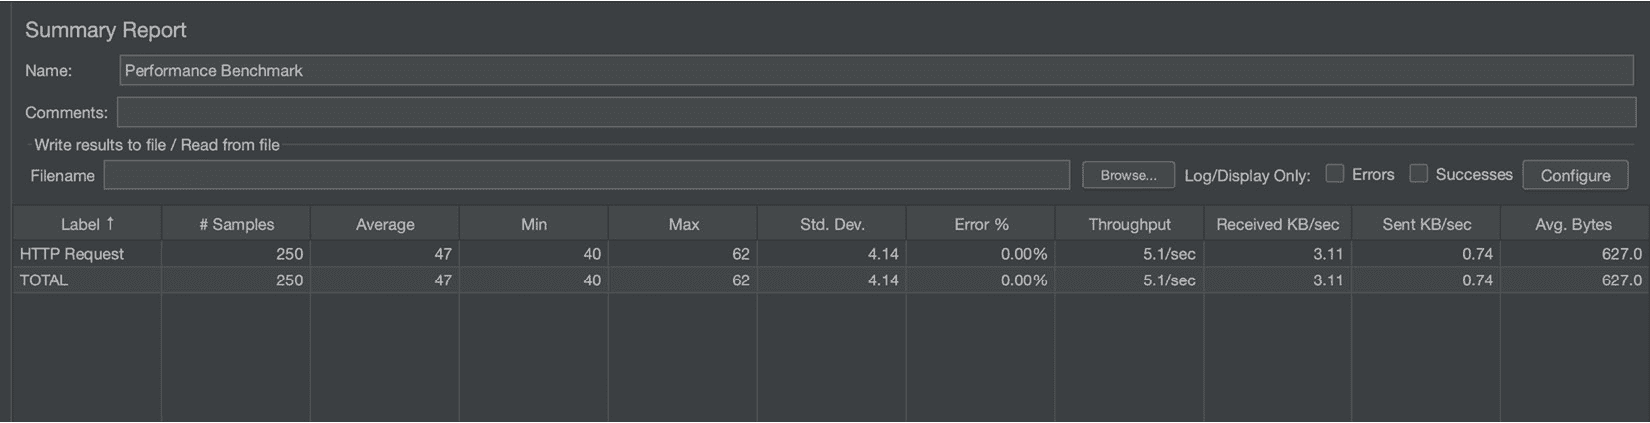 Summary Report
Name: Performance Benchmark
Comments:
Write results to file / Read from file
Filename Browse... Log/Display Only: Errors Successes Configure
Label ↑ # Samples Average Min Max Std. Dev. Error % Throughput Received KB/sec Sent KB/sec Avg. Bytes
HTTP Request 250 47 40 62 4.14 0.00% 5.1/sec 3.11 0.74 627.0
TOTAL 250 47 40 62 4.14 0.00% 5.1/sec 3.11 0.74 627.0